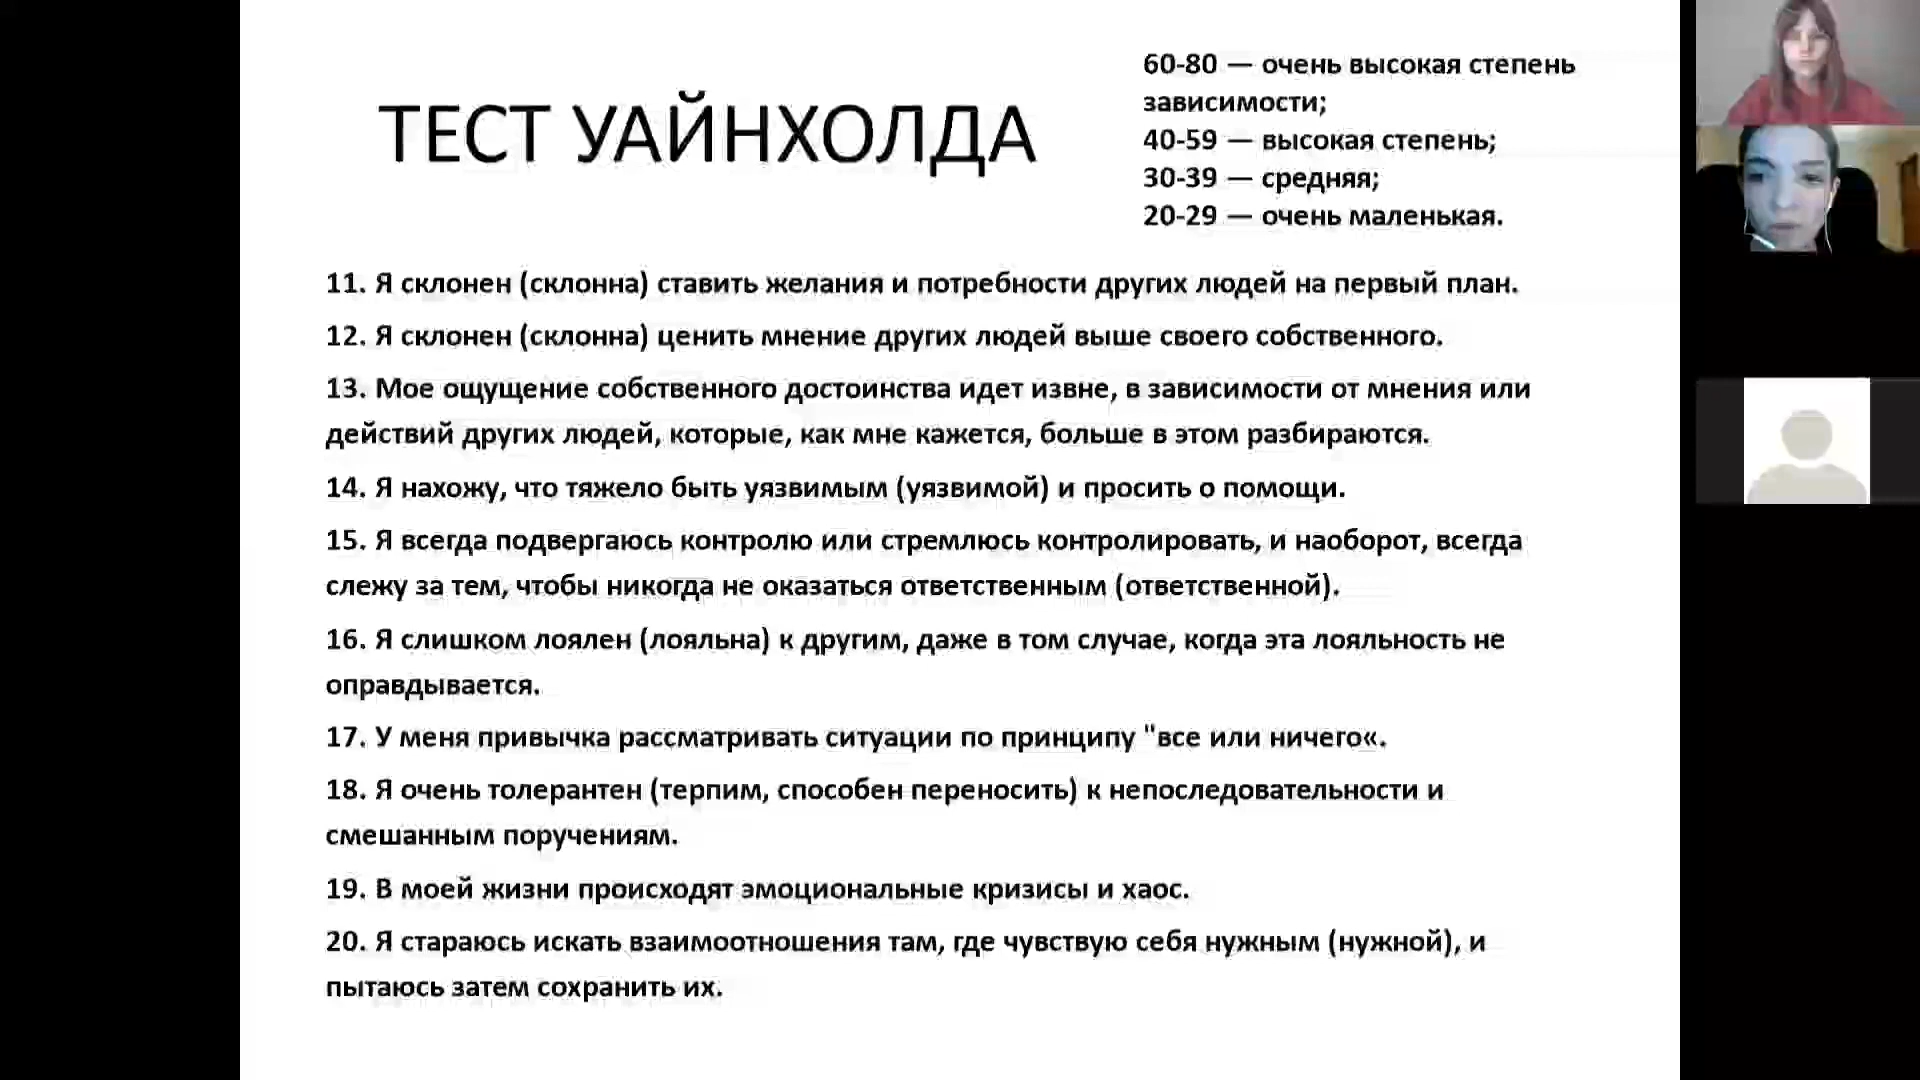 ТЕСТ УАЙНХОЛДА
60-80 — очень высокая степень
зависимости;
40-59 — высокая степень;
30-39 — средняя;
20-29 — очень маленькая.
11. Я склонен (склонна) ставить желания и потребности других людей на первый план.
12. Я склонен (склонна) ценить мнение других людей выше своего собственного.
13. Мое ощущение собственного достоинства идет извне, в зависимости от мнения или
действий других людей, которые, как мне кажется, больше в этом разбираются.
14. Я нахожу, что тяжело быть уязвимым (уязвимой) и просить о помощи.
15. Я всегда подвергаюсь контролю или стремлюсь контролировать, и наоборот, всегда
слежу за тем, чтобы никогда не оказаться ответственным (ответственной).
16. Я слишком лоялен (лояльна) к другим, даже в том случае, когда эта лояльность не
оправдывается.
17. У меня привычка рассматривать ситуации по принципу "все или ничего«.
18. Я очень толерантен (терпим, способен переносить) к непоследовательности и
смешанным поручениям.
19. В моей жизни происходят эмоциональные кризисы и хаос.
20. Я стараюсь искать взаимоотношения там, где чувствую себя нужным (нужной), и
пытаюсь затем сохранить их.